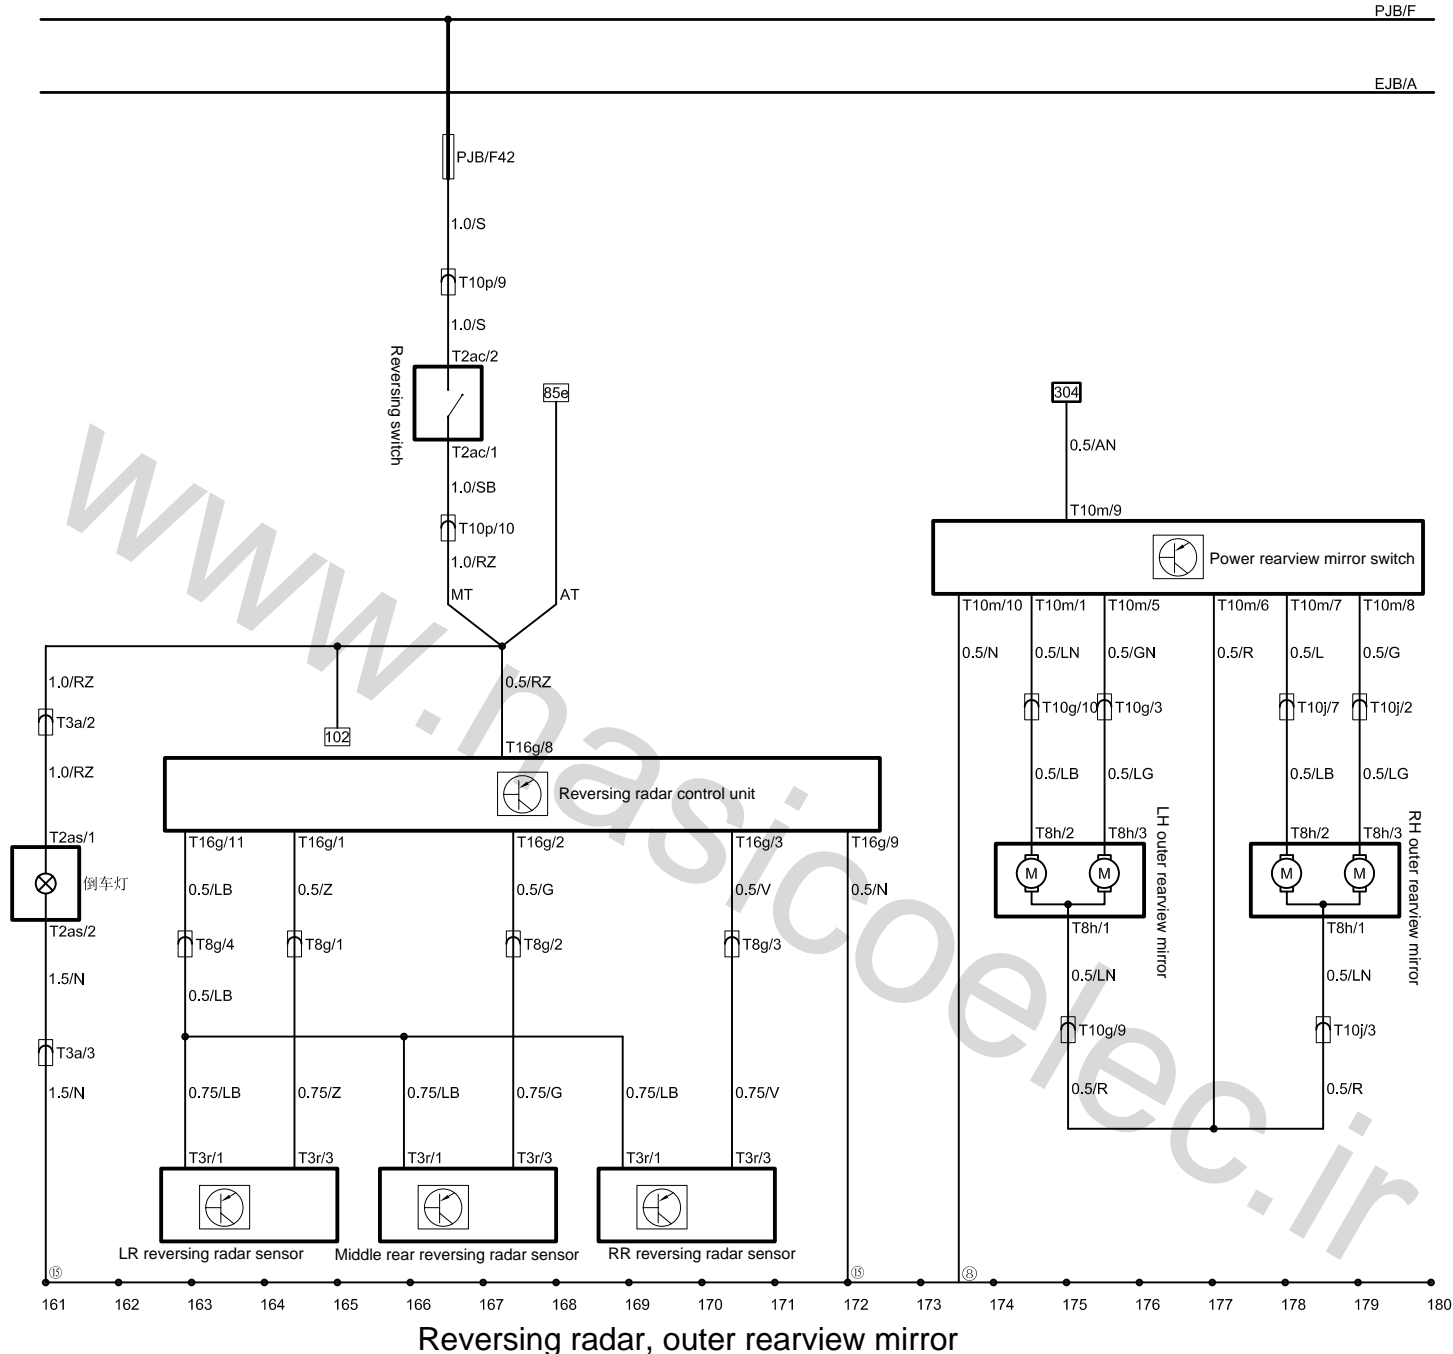 PJB/F
EJB/A
PJB/F42
1.0/S
T10p/9
1.0/S
T2ac/2
Reversing switch
T2ac/1
85e
304
1.0/SB
0.5/AN
T10p/10
T10m/9
1.0/RZ
MT
AT
Power rearview mirror switch
T10m/10
T10m/1
T10m/5
T10m/6
T10m/7
T10m/8
0.5/N
0.5/LN
0.5/GN
0.5/R
0.5/L
0.5/G
1.0/RZ
0.5/RZ
T3a/2
102
T10g/10
T10g/3
T10j/7
T10j/2
T16g/8
1.0/RZ
Reversing radar control unit
0.5/LB
0.5/LG
0.5/LB
0.5/LG
T2as/1
T16g/11
T16g/1
T16g/2
T16g/3
T16g/9
T8h/2
T8h/3
T8h/2
T8h/3
LH outer rearview mirror
RH outer rearview mirror
M
M
M
M
倒车灯
0.5/LB
0.5/Z
0.5/G
0.5/V
0.5/N
T2as/2
T8h/1
T8h/1
T8g/4
T8g/1
T8g/2
T8g/3
1.5/N
0.5/LB
0.5/LN
0.5/LN
T3a/3
T10g/9
T10j/3
1.5/N
0.75/LB
0.75/Z
0.75/LB
0.75/G
0.75/LB
0.75/V
0.5/R
0.5/R
T3r/1
T3r/3
T3r/1
T3r/3
T3r/1
T3r/3
LR reversing radar sensor
Middle rear reversing radar sensor
RR reversing radar sensor
⑮
⑮
⑧
161 162 163 164 165 166 167 168 169 170 171 172 173 174 175 176 177 178 179 180
Reversing radar, outer rearview mirror
www.nasicoelec.ir